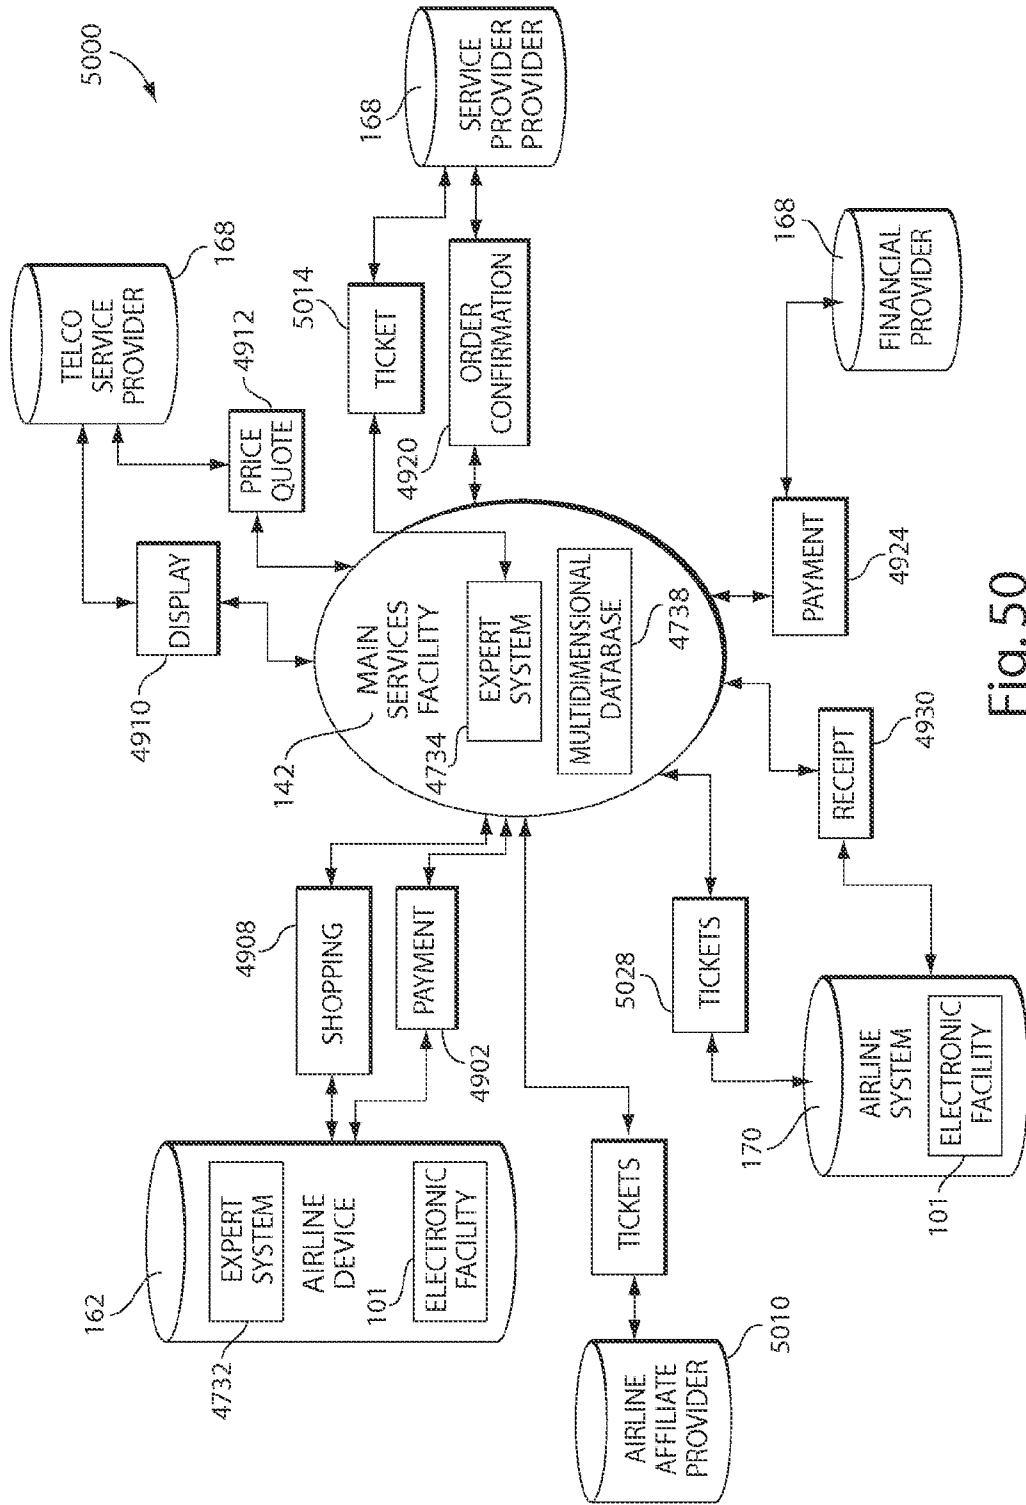 5000
TELCO
SERVICE
PROVIDER
168
4910
DISPLAY
PRICE
QUOTE
4912
5014
TICKET
168
SERVICE
PROVIDER
PROVIDER
4920
ORDER
CONFIRMATION
162
4732
EXPERT
SYSTEM
AIRLINE
DEVICE
101
ELECTRONIC
FACILITY
4908
SHOPPING
PAYMENT
4902
142
MAIN
SERVICES
FACILITY
4734
EXPERT
SYSTEM
MULTIDIMENSIONAL
DATABASE
4738
AIRLINE
AFFILIATE
PROVIDER
5010
TICKETS
5028
TICKETS
170
AIRLINE
SYSTEM
101
ELECTRONIC
FACILITY
RECEIPT
4930
PAYMENT
4924
168
FINANCIAL
PROVIDER
Fig. 50